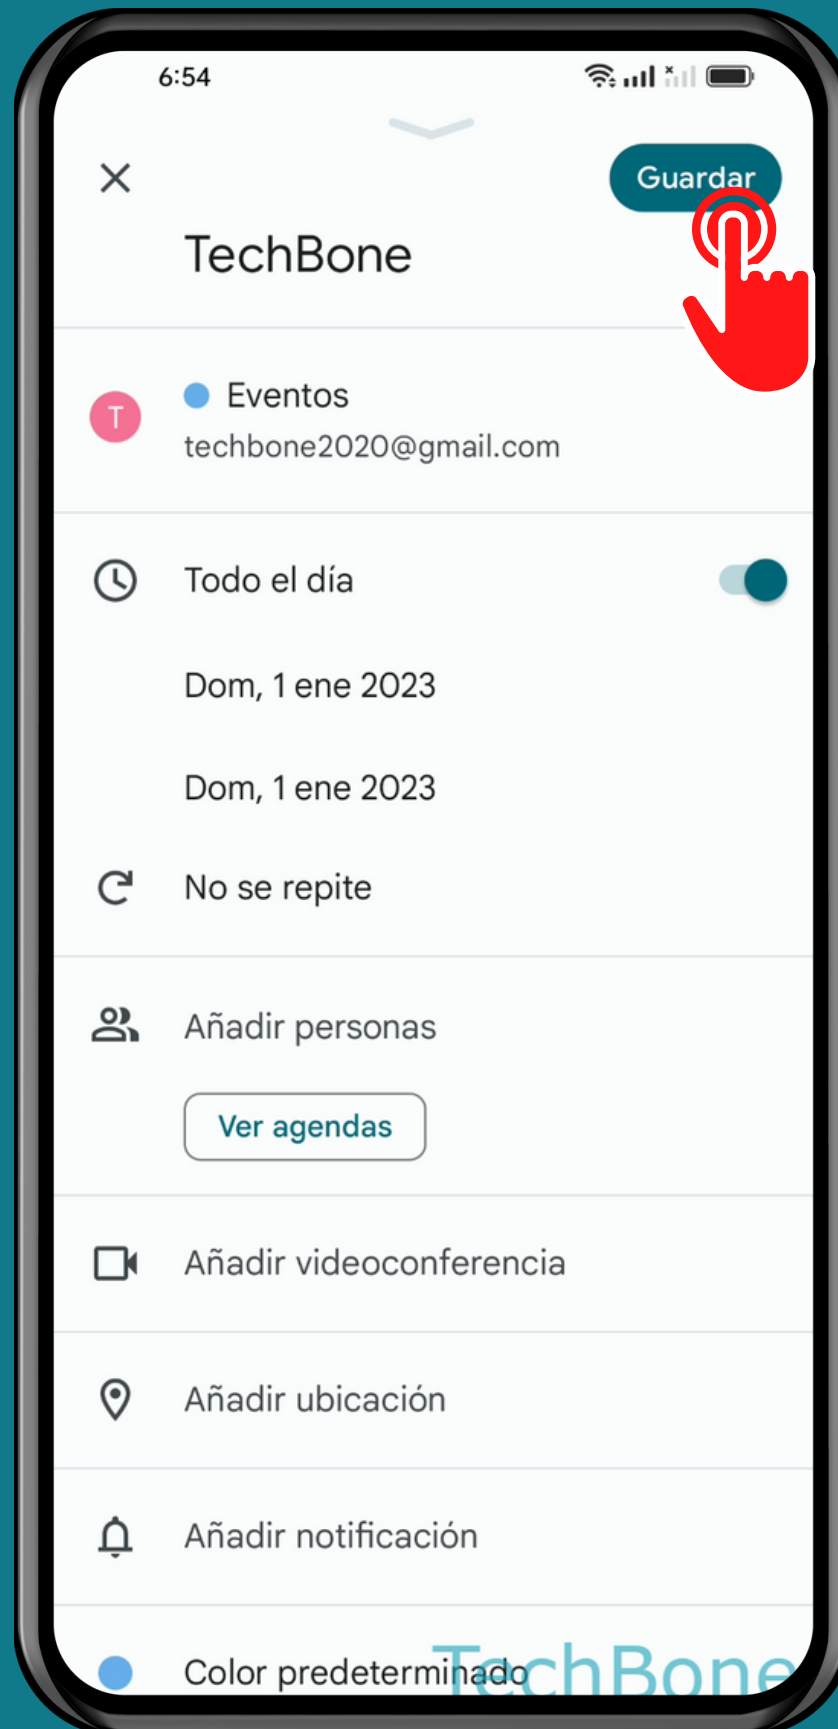 6:54
Guardar
TechBone
T
Eventos
techbone2020@gmail.com
Todo el día
Dom, 1 ene 2023
Dom, 1 ene 2023
No se repite
Añadir personas
Ver agendas
Añadir videoconferencia
Añadir ubicación
Añadir notificación
Color predeterminado
TechBone